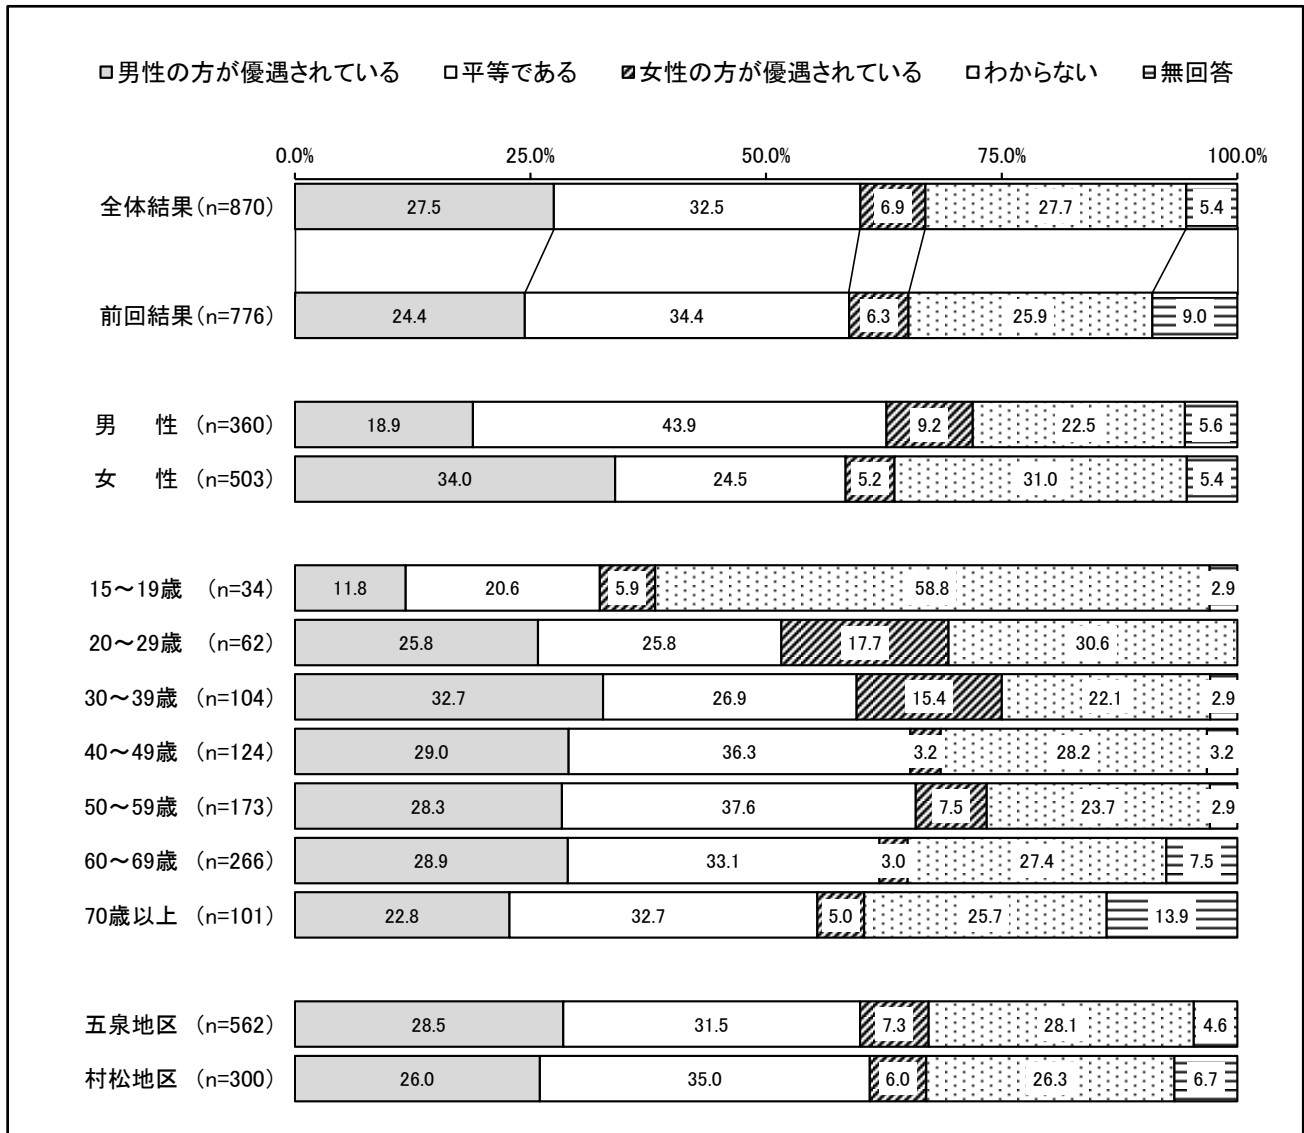 男性の方が優遇されている 平等である 女性の方が優遇されている わからない 無回答
0.0% 25.0% 50.0% 75.0% 100.0%
全体結果(n=870) 27.5 32.5 6.9 27.7 5.4
前回結果(n=776) 24.4 34.4 6.3 25.9 9.0
男 性 (n=360) 18.9 43.9 9.2 22.5 5.6
女 性 (n=503) 34.0 24.5 5.2 31.0 5.4
15～19歳 (n=34) 11.8 20.6 5.9 58.8 2.9
20～29歳 (n=62) 25.8 25.8 17.7 30.6
30～39歳 (n=104) 32.7 26.9 15.4 22.1 2.9
40～49歳 (n=124) 29.0 36.3 3.2 28.2 3.2
50～59歳 (n=173) 28.3 37.6 7.5 23.7 2.9
60～69歳 (n=266) 28.9 33.1 3.0 27.4 7.5
70歳以上 (n=101) 22.8 32.7 5.0 25.7 13.9
五泉地区 (n=562) 28.5 31.5 7.3 28.1 4.6
村松地区 (n=300) 26.0 35.0 6.0 26.3 6.7